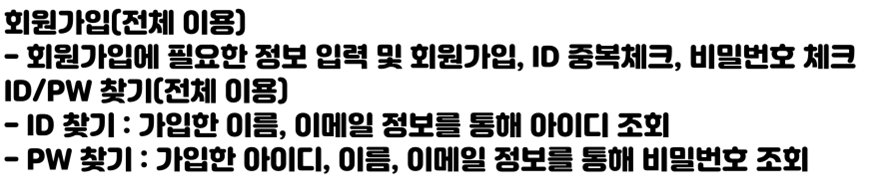 회원가입(전체 이용)
- 회원가입에 필요한 정보 입력 및 회원가입, ID 중복체크, 비밀번호 체크
ID/PW 찾기(전체 이용)
- ID 찾기 : 가입한 이름, 이메일 정보를 통해 아이디 조회
- PW 찾기 : 가입한 아이디, 이름, 이메일 정보를 통해 비밀번호 조회